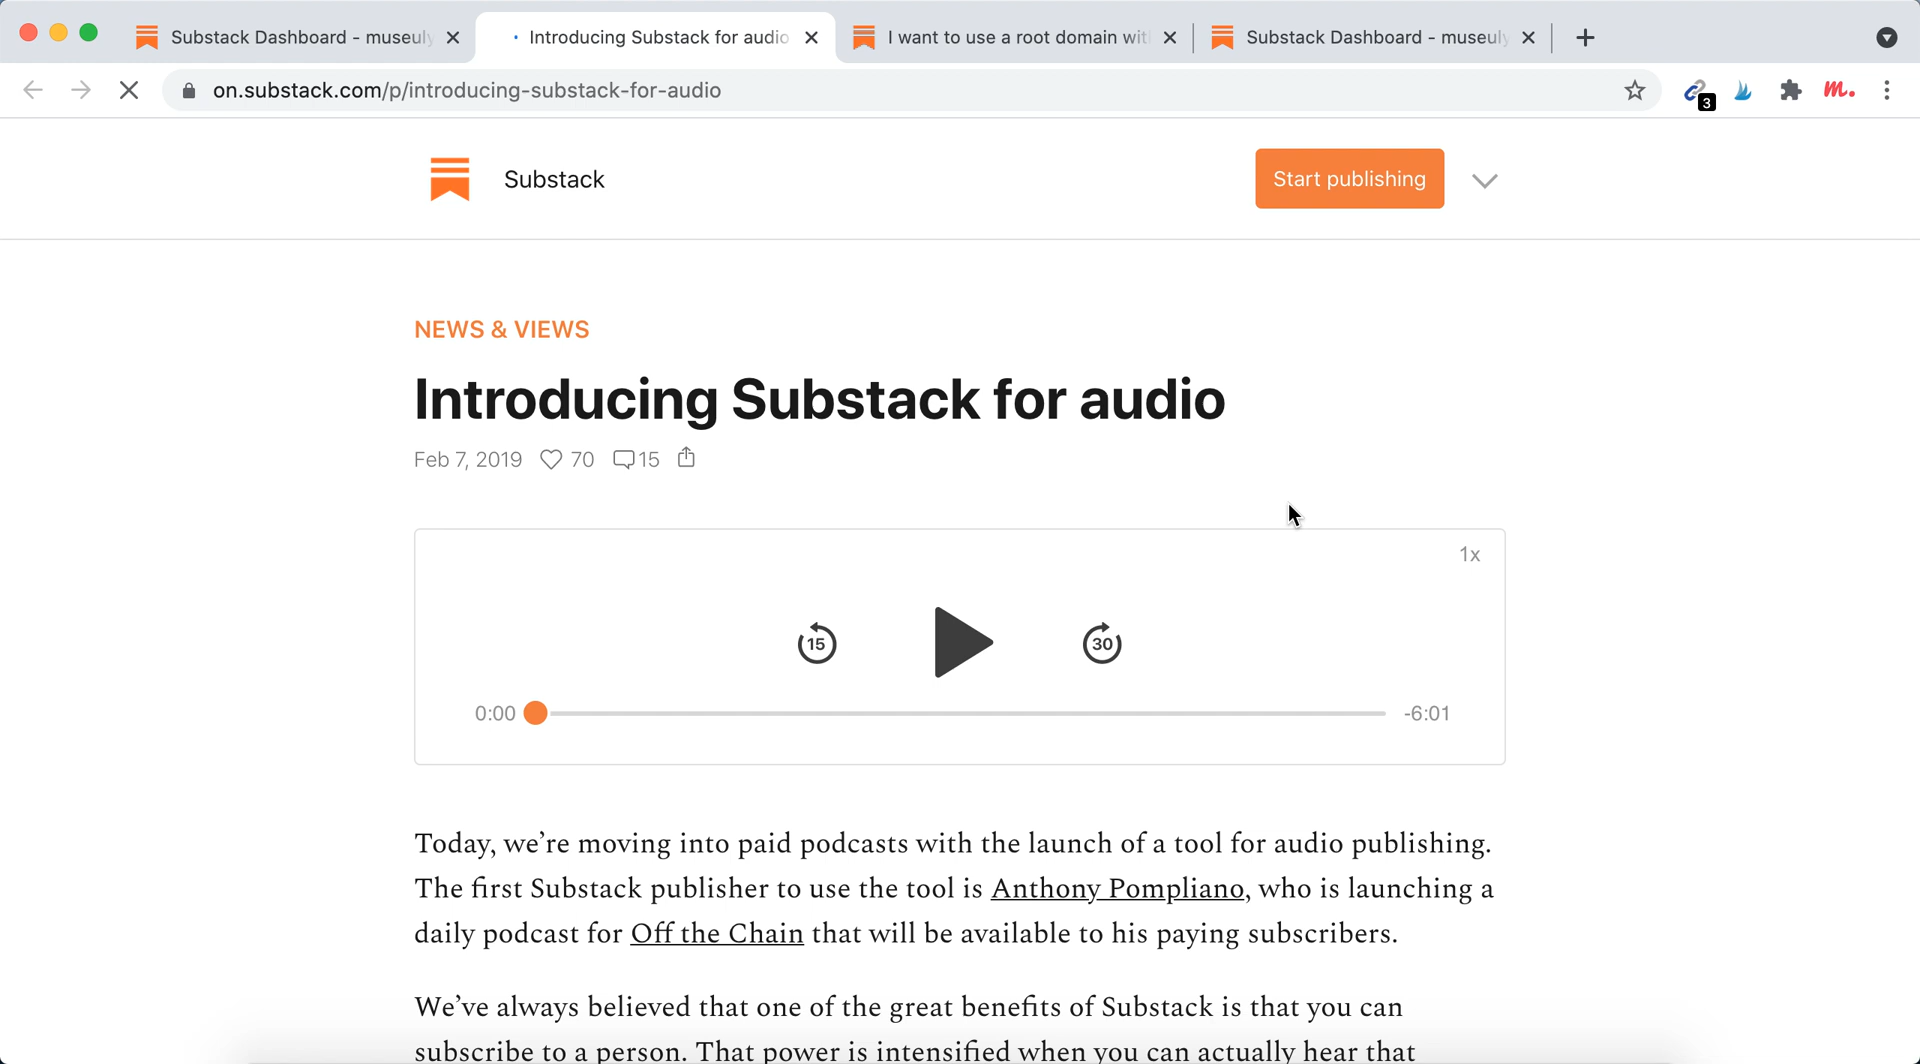 Substack Dashboard - museuly
Introducing Substack for audio
I want to use a root domain wit
Substack Dashboard - museuly
on.substack.com/p/introducing-substack-for-audio
3
m.
Substack
Start publishing
NEWS & VIEWS
Introducing Substack for audio
Feb 7, 2019 70 15
1x
15
30
0:00
-6:01
Today, we’re moving into paid podcasts with the launch of a tool for audio publishing.
The first Substack publisher to use the tool is Anthony Pompliano, who is launching a
daily podcast for Off the Chain that will be available to his paying subscribers.
We’ve always believed that one of the great benefits of Substack is that you can
subscribe to a person. That power is intensified when you can actually hear that